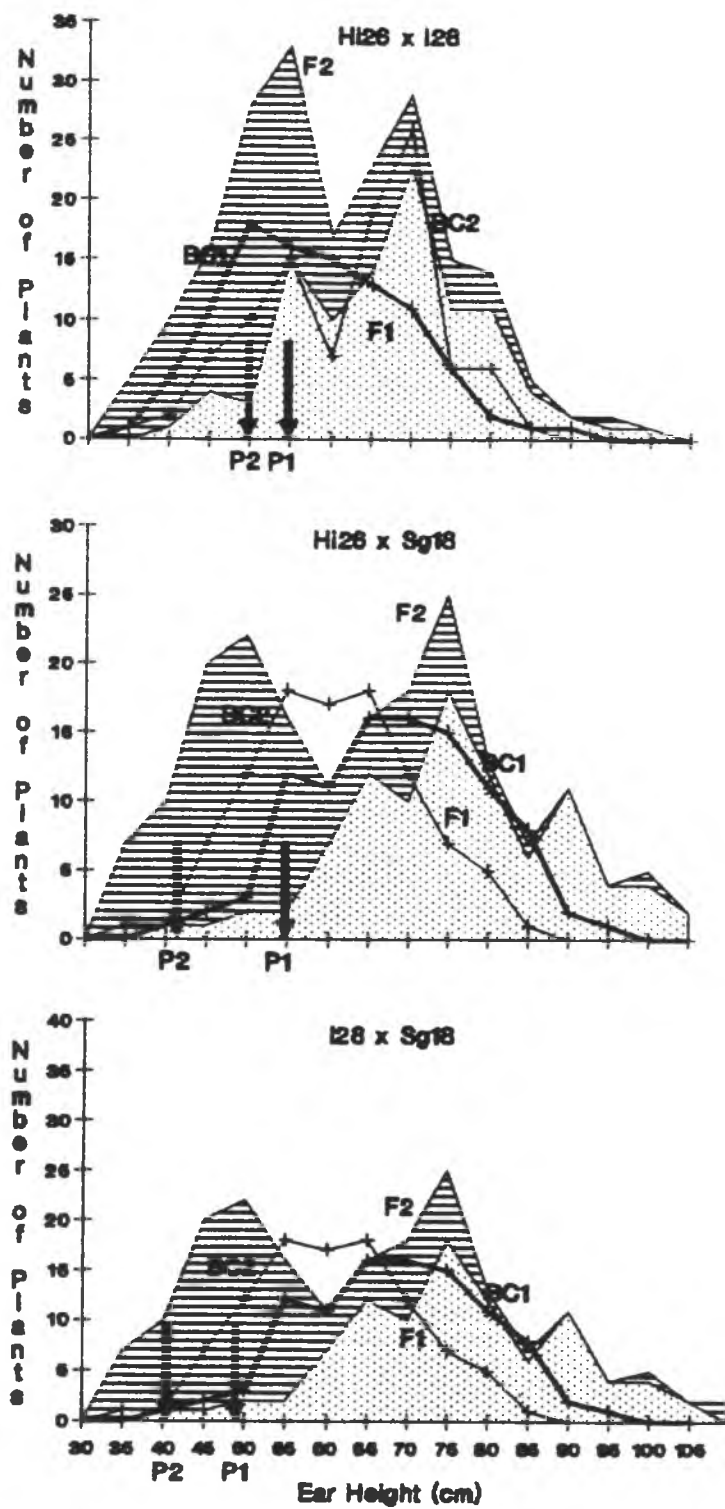 Number of Plants
Hi26 x I28
35
30
25
20
15
10
5
0
F2
BC1
BC2
F1
P2 P1
Number of Plants
Hi26 x Sg18
30
25
20
15
10
5
0
F2
BC2
BC1
F1
P2 P1
Number of Plants
I28 x Sg18
40
35
30
25
20
15
10
5
0
F2
BC2
BC1
F1
30 35 40 45 50 55 60 65 70 75 80 85 90 95 100 105
P2 P1
Ear Height (cm)